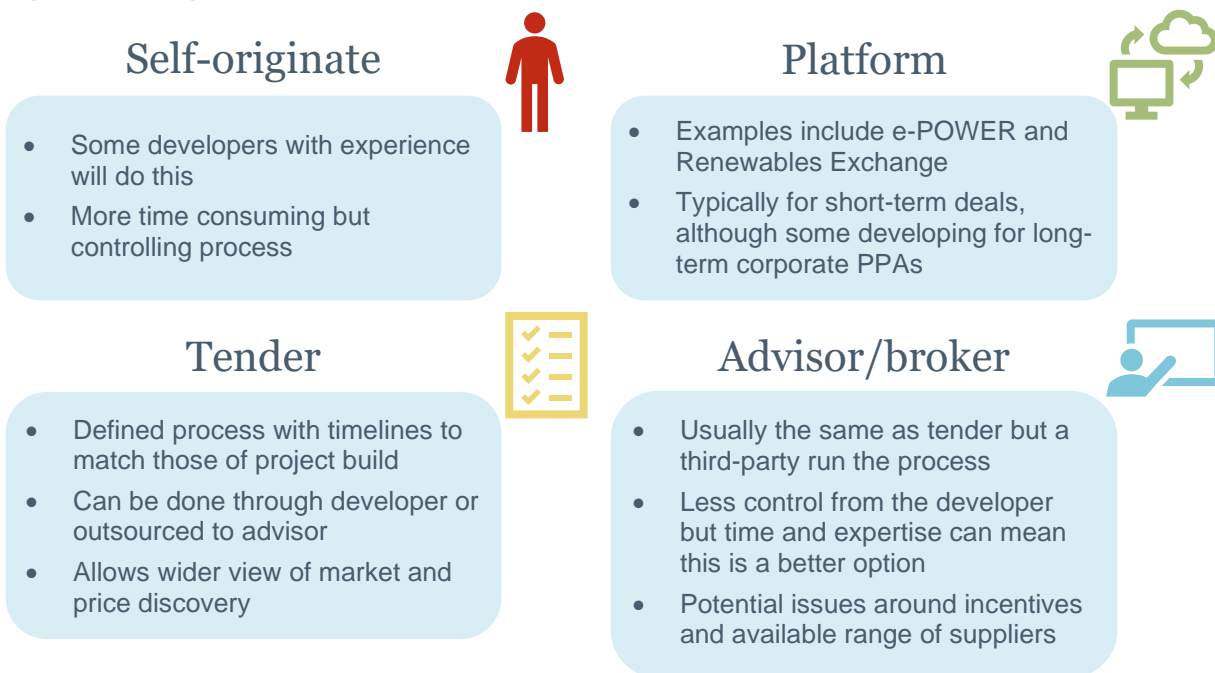 Self-originate
• Some developers with experience
will do this
• More time consuming but
controlling process
Platform
• Examples include e-POWER and
Renewables Exchange
• Typically for short-term deals,
although some developing for long-
term corporate PPAs
Tender
• Defined process with timelines to
match those of project build
• Can be done through developer or
outsourced to advisor
• Allows wider view of market and
price discovery
Advisor/broker
• Usually the same as tender but a
third-party run the process
• Less control from the developer
but time and expertise can mean
this is a better option
• Potential issues around incentives
and available range of suppliers